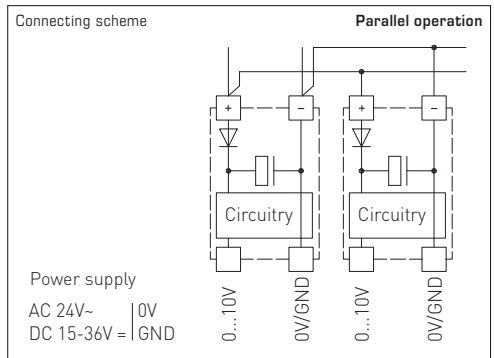 Connecting scheme
Parallel operation
+ − + −
Circuitry Circuitry
Power supply
AC 24V~ 0V
DC 15-36V = GND
0...10V
0V/GND
0...10V
0V/GND